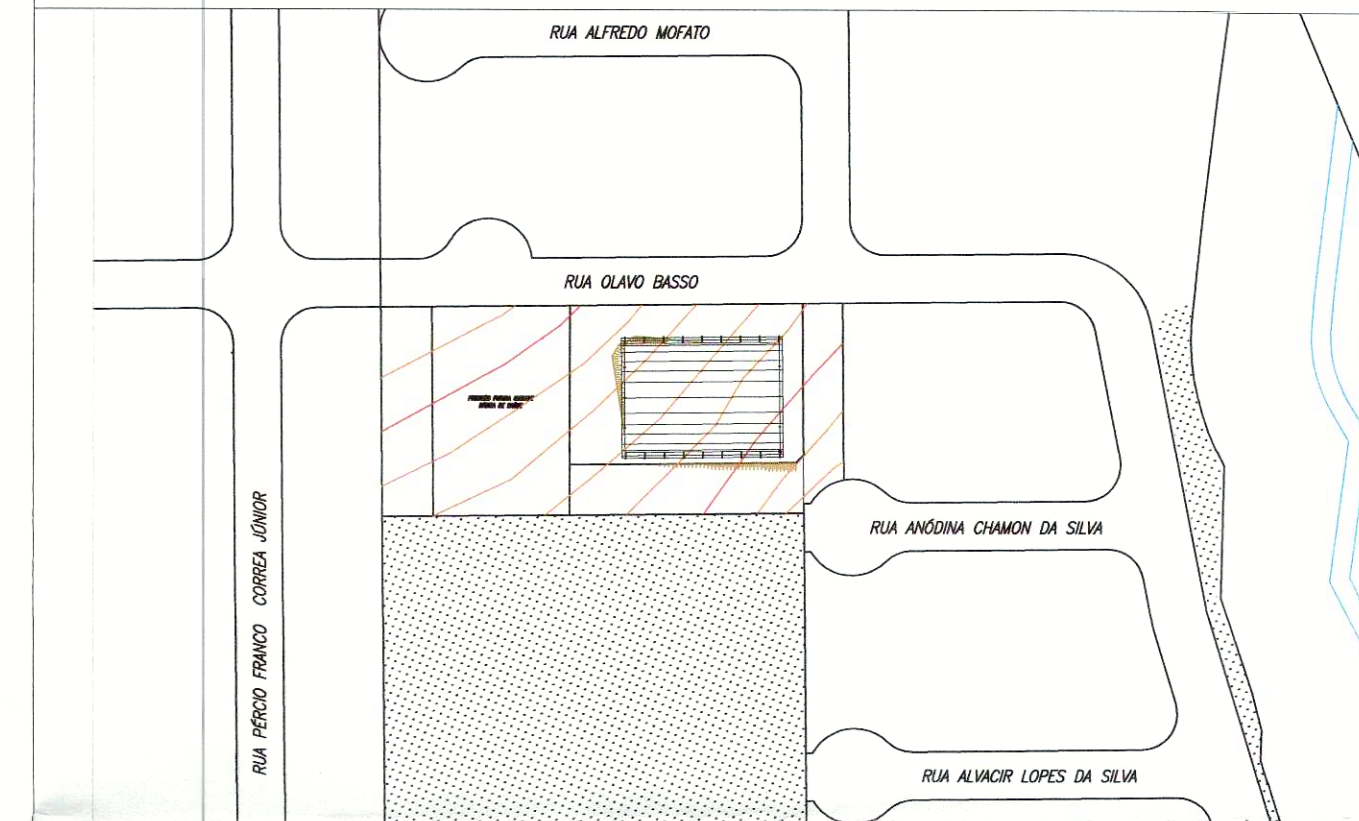 RUA ALFREDO MOFATO
RUA OLAVO BASSO
RUA ANÓDINA CHAMON DA SILVA
RUA PÉRCIO FRANCO CORREA JÚNIOR
RUA ALVACIR LOPES DA SILVA